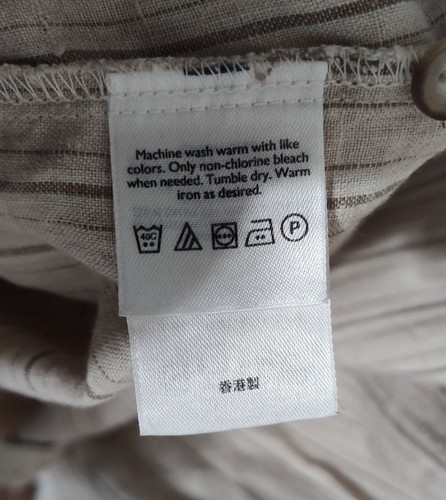 Machine wash warm with like
colors. Only non-chlorine bleach
when needed. Tumble dry. Warm
iron as desired.
40C P
香港製